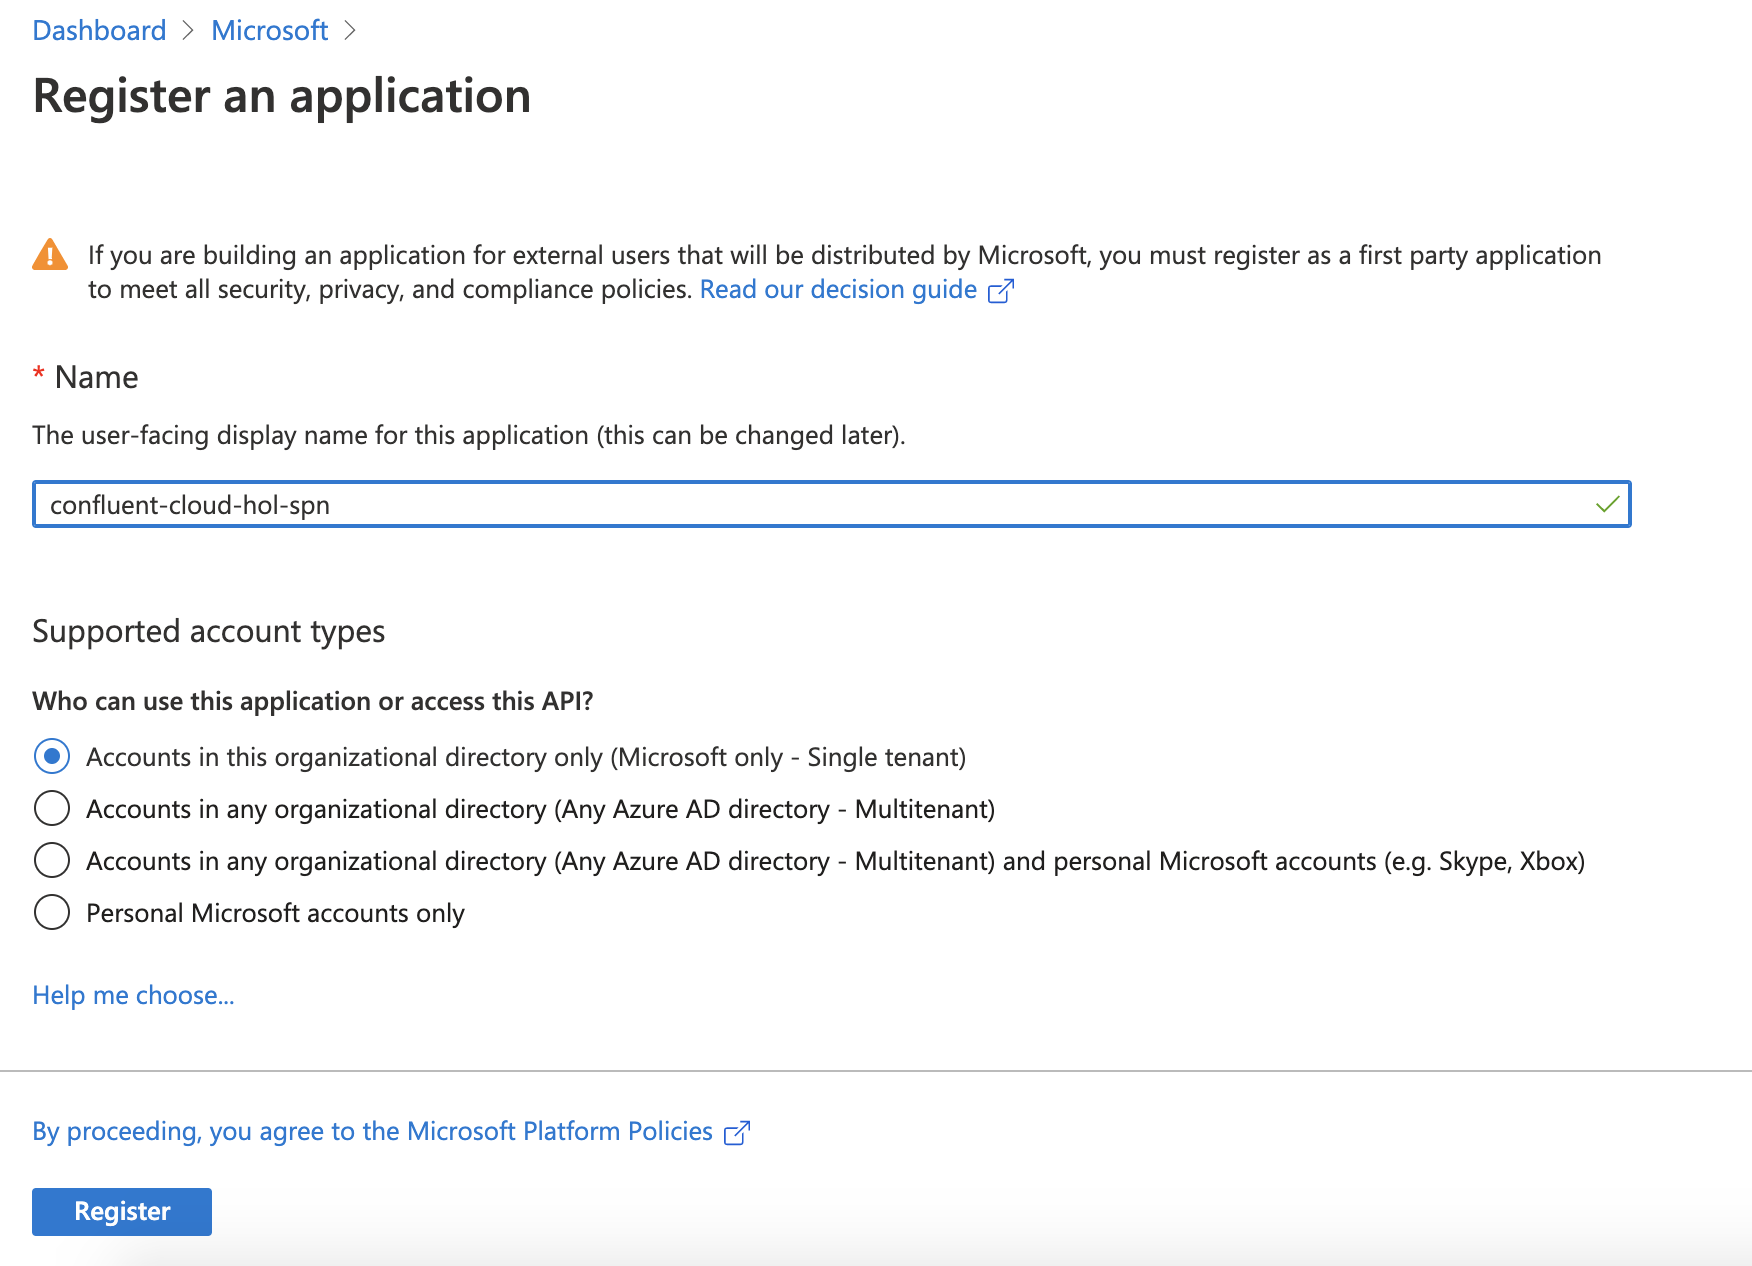 Dashboard > Microsoft >
Register an application
If you are building an application for external users that will be distributed by Microsoft, you must register as a first party application
to meet all security, privacy, and compliance policies. Read our decision guide
* Name
The user-facing display name for this application (this can be changed later).
confluent-cloud-hol-spn
Supported account types
Who can use this application or access this API?
Accounts in this organizational directory only (Microsoft only - Single tenant)
Accounts in any organizational directory (Any Azure AD directory - Multitenant)
Accounts in any organizational directory (Any Azure AD directory - Multitenant) and personal Microsoft accounts (e.g. Skype, Xbox)
Personal Microsoft accounts only
Help me choose...
By proceeding, you agree to the Microsoft Platform Policies
Register